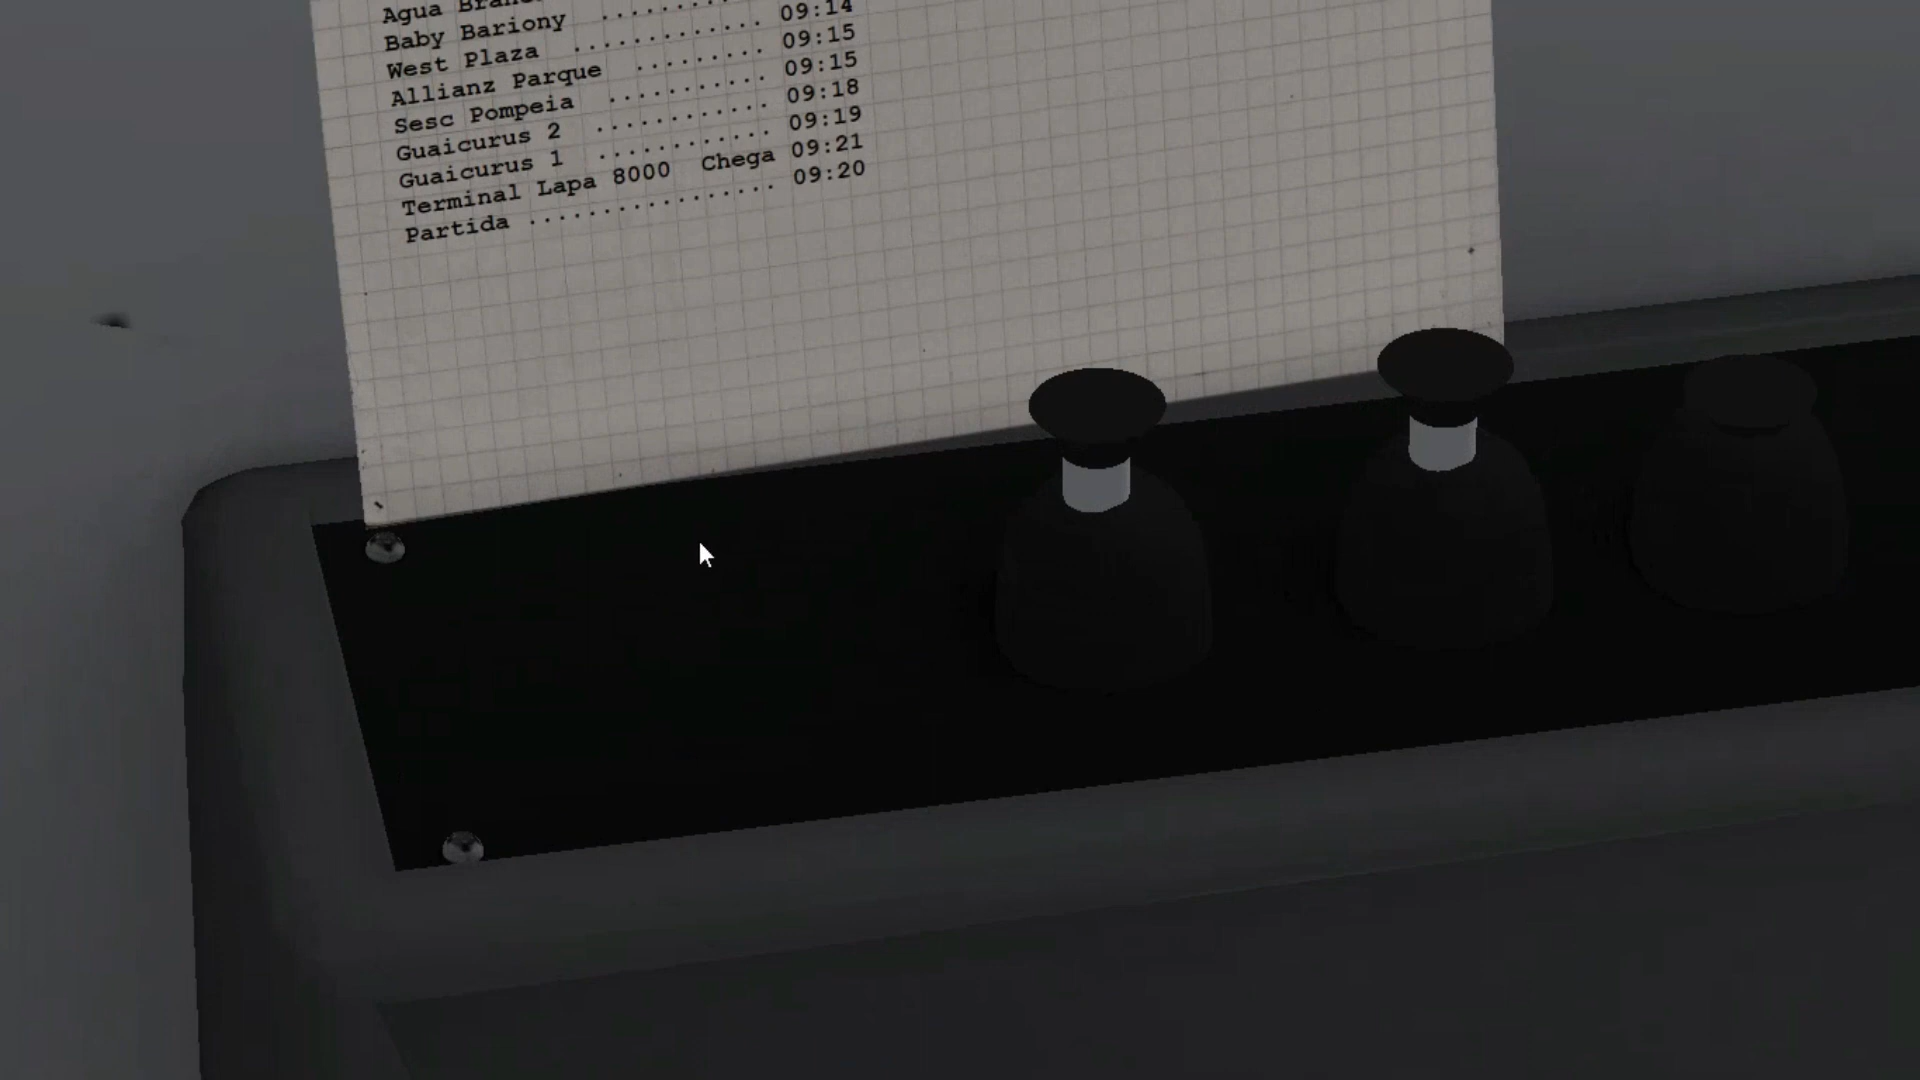 Agua
Baby Bariony ..........
West Plaza ............. 09:14
Allianz Parque ......... 09:15
Sesc Pompeia ........... 09:15
Guaicurus 2 ............ 09:18
Guaicurus 1 ............ 09:19
Terminal Lapa 8000 Chega 09:21
Partida ................. 09:20